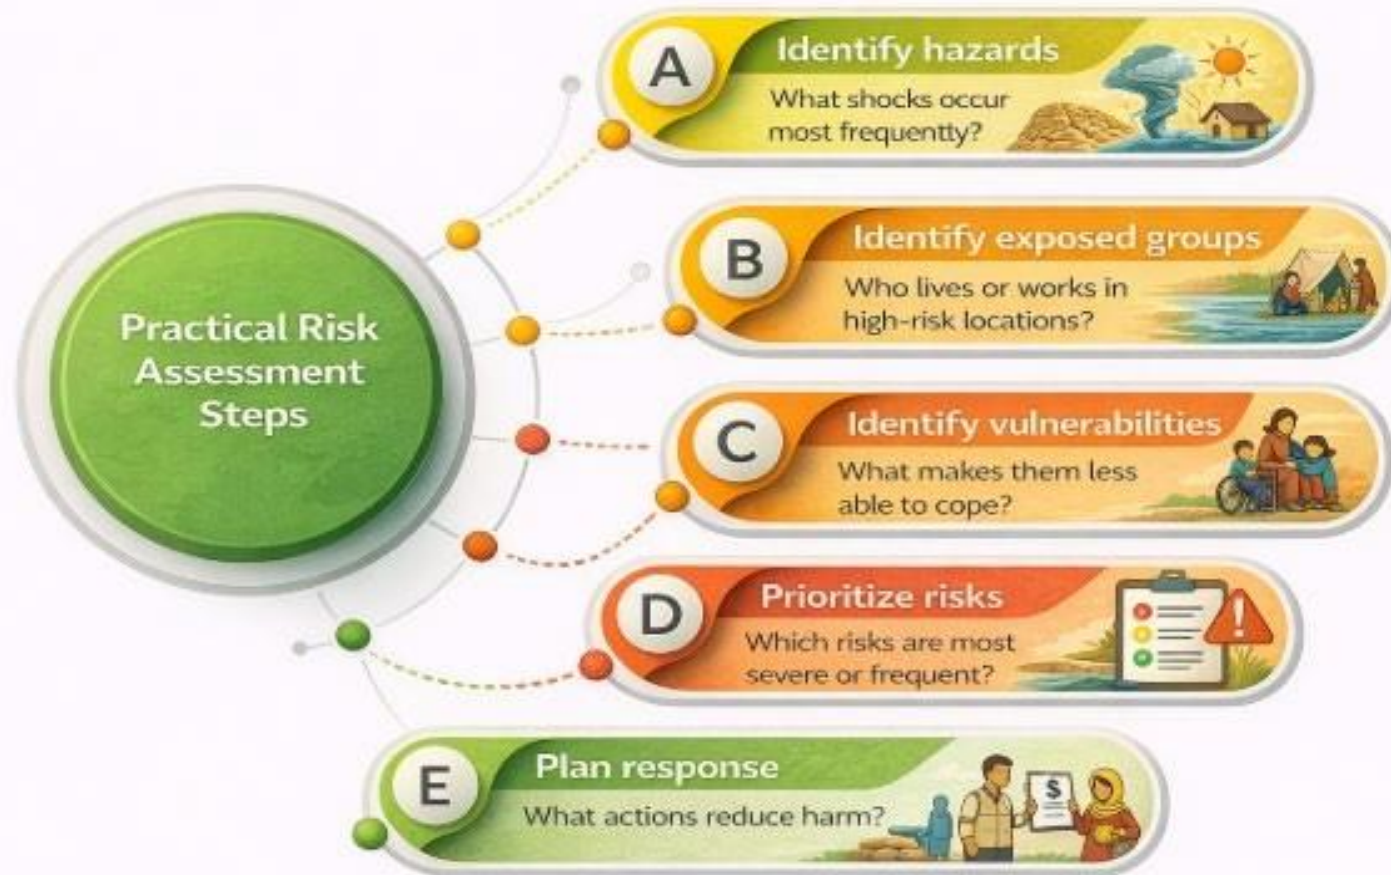 Practical Risk
Assessment
Steps
A
Identify hazards
What shocks occur
most frequently?
B
Identify exposed groups
Who lives or works in
high-risk locations?
C
Identify vulnerabilities
What makes them less
able to cope?
D
Prioritize risks
Which risks are most
severe or frequent?
!
E
Plan response
What actions reduce harm?
$